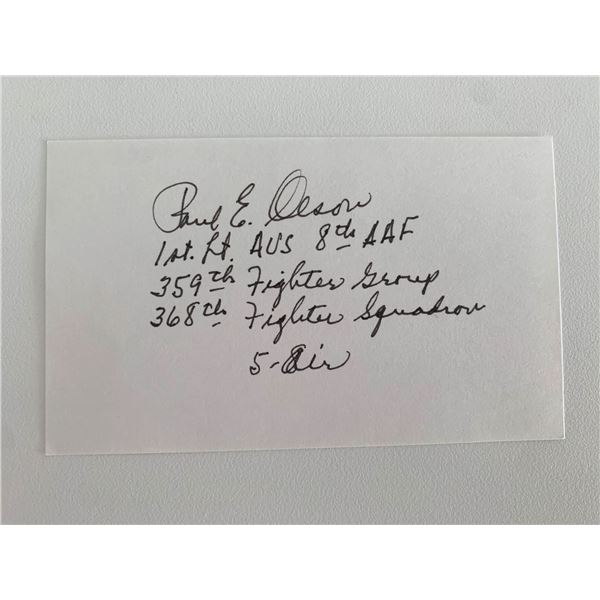 Paul E. Olson
1st. Lt. AUS 8th AAF
359th Fighter Group
368th Fighter Squadron
5-Air